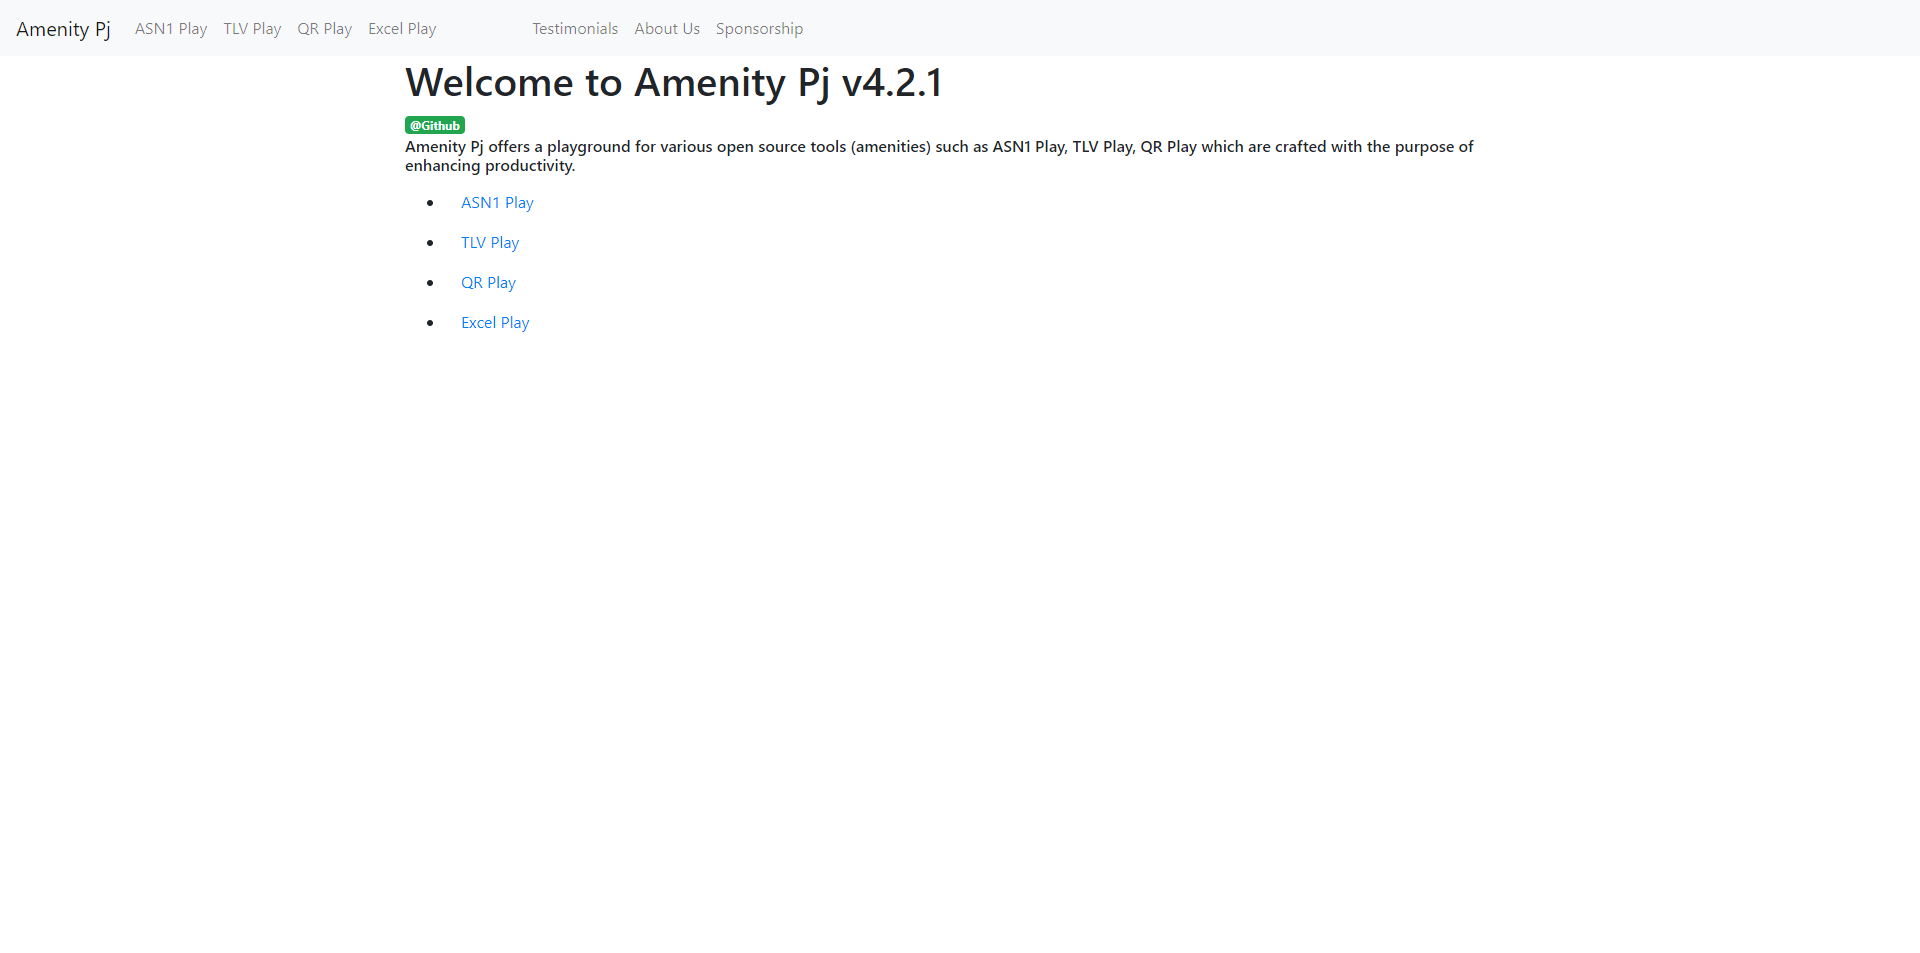 Amenity Pj ASN1 Play TLV Play QR Play Excel Play Testimonials About Us Sponsorship
Welcome to Amenity Pj v4.2.1
@Github
Amenity Pj offers a playground for various open source tools (amenities) such as ASN1 Play, TLV Play, QR Play which are crafted with the purpose of
enhancing productivity.
ASN1 Play
TLV Play
QR Play
Excel Play